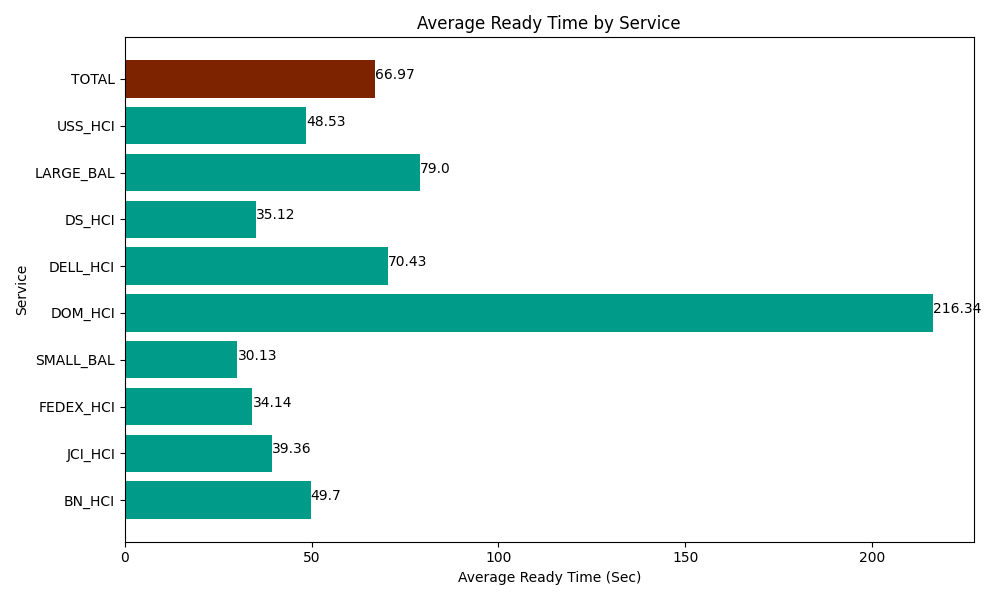 Average Ready Time by Service
TOTAL 66.97
USS_HCI 48.53
LARGE_BAL 79.0
DS_HCI 35.12
DELL_HCI 70.43
DOM_HCI 216.34
SMALL_BAL 30.13
FEDEX_HCI 34.14
JCI_HCI 39.36
BN_HCI 49.7
Service
0 50 100 150 200
Average Ready Time (Sec)